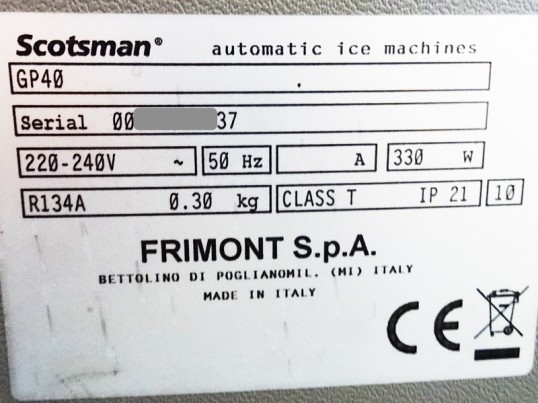 Scotsman® automatic ice machines
GP40
Serial 00 37
220-240V ~ 50 Hz A 330 W
R134A 0.30 kg CLASS T IP 21 10
FRIMONT S.p.A.
BETTOLINO DI POGLIANOMIL. (MI) ITALY
MADE IN ITALY
CE